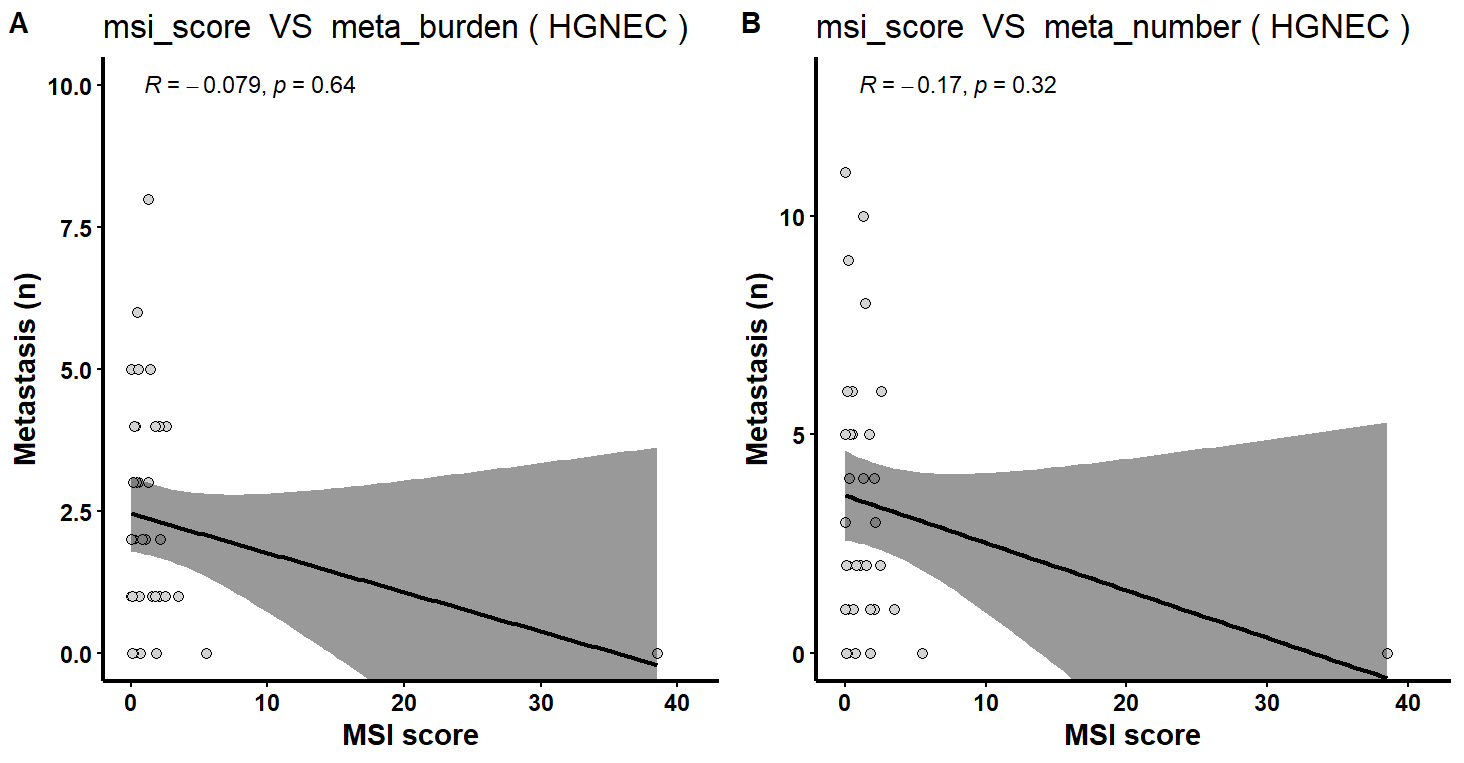 A
msi_score VS meta_burden ( HGNEC )
R = −0.079, p = 0.64
10.0
7.5
5.0
2.5
0.0
Metastasis (n)
0 10 20 30 40
MSI score
B
msi_score VS meta_number ( HGNEC )
R = −0.17, p = 0.32
10
5
0
Metastasis (n)
0 10 20 30 40
MSI score